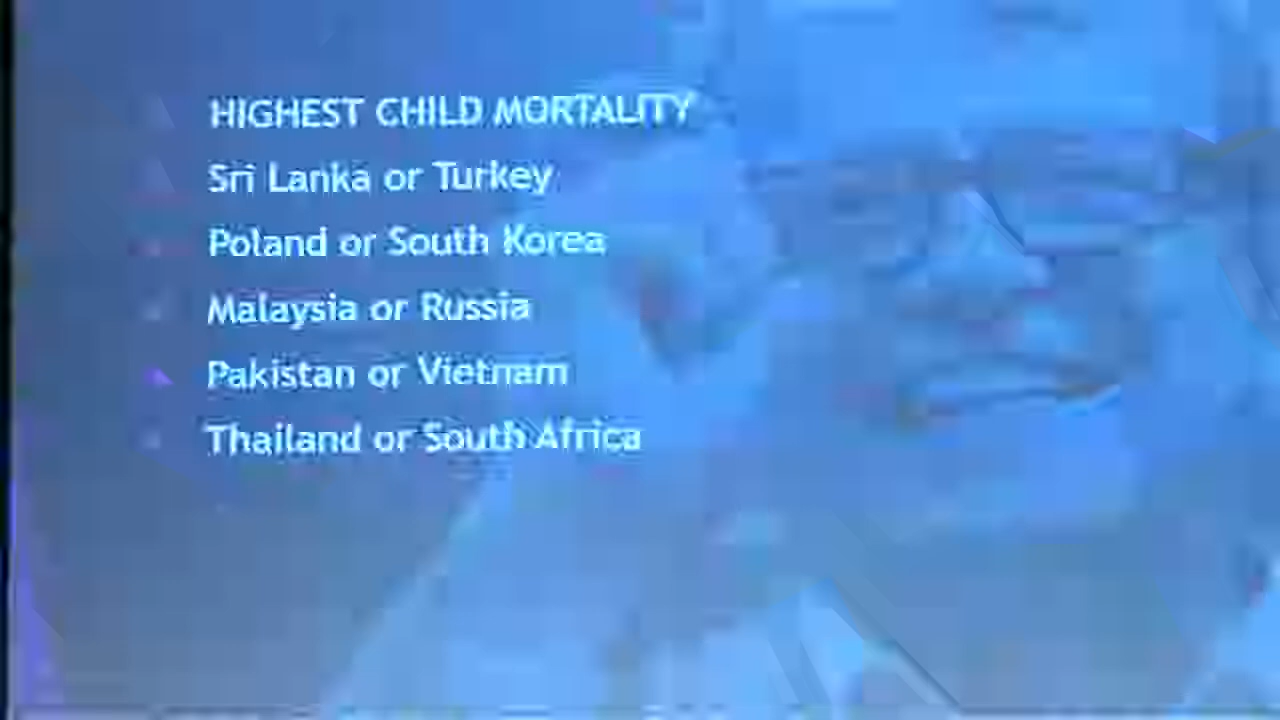 HIGHEST CHILD MORTALITY
Sri Lanka or Turkey
Poland or South Korea
Malaysia or Russia
Pakistan or Vietnam
Thailand or South Africa